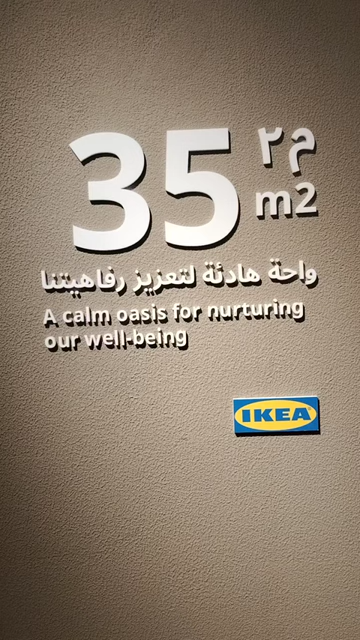 35 م٢
m2
واحة هادئة لتعزيز رفاهيتنا
A calm oasis for nurturing
our well-being
IKEA